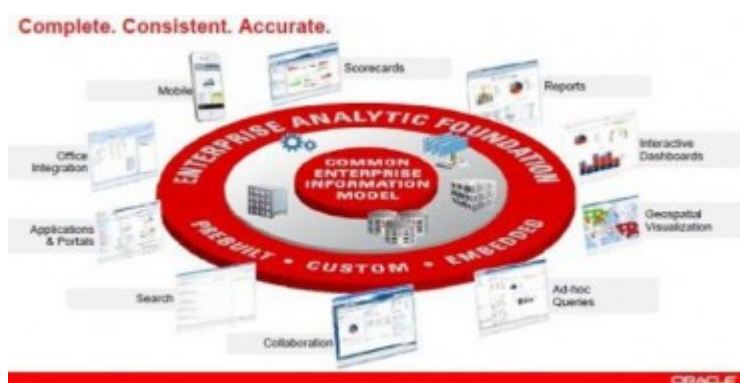 Complete. Consistent. Accurate.
Mobile
Scorecards
Reports
Office
Integration
Interactive
Dashboards
ENTERPRISE ANALYTIC FOUNDATION
COMMON
ENTERPRISE
INFORMATION
MODEL
Applications
& Portals
Geospatial
Visualization
PREBUILT • CUSTOM • EMBEDDED
Search
Ad-hoc
Queries
Collaboration
ORACLE